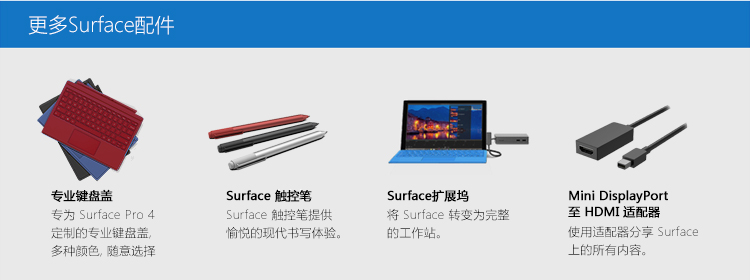 更多Surface配件
专业键盘盖
专为 Surface Pro 4
定制的专业键盘盖,
多种颜色, 随意选择
Surface 触控笔
Surface 触控笔提供
愉悦的现代书写体验。
Surface扩展坞
将 Surface 转变为完整
的工作站。
Mini DisplayPort
至 HDMI 适配器
使用适配器分享 Surface
上的所有内容。